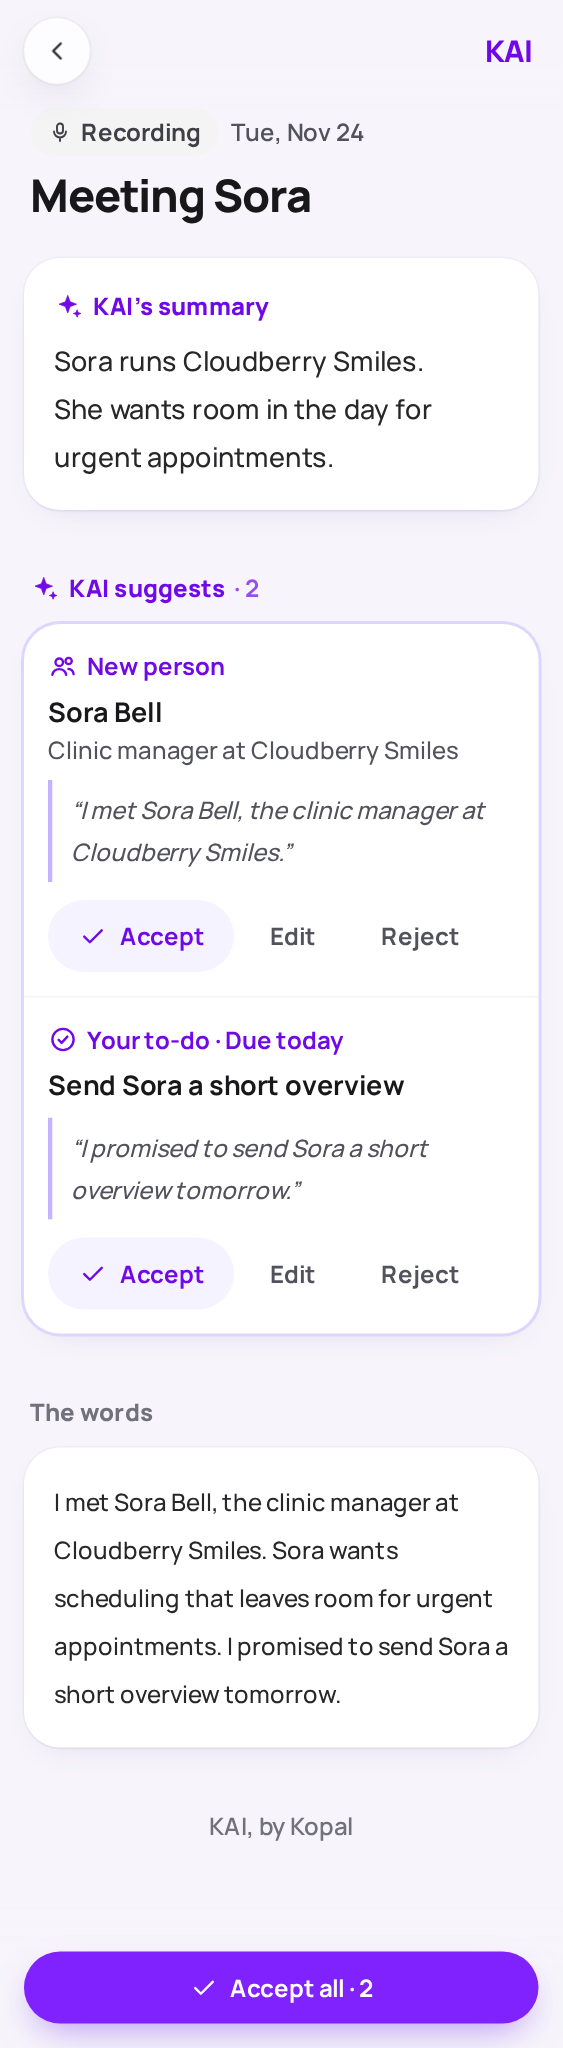 KAI
Recording Tue, Nov 24
Meeting Sora
KAI’s summary
Sora runs Cloudberry Smiles.
She wants room in the day for
urgent appointments.
KAI suggests · 2
New person
Sora Bell
Clinic manager at Cloudberry Smiles
“I met Sora Bell, the clinic manager at
Cloudberry Smiles.”
Accept Edit Reject
Your to-do · Due today
Send Sora a short overview
“I promised to send Sora a short
overview tomorrow.”
Accept Edit Reject
The words
I met Sora Bell, the clinic manager at
Cloudberry Smiles. Sora wants
scheduling that leaves room for urgent
appointments. I promised to send Sora a
short overview tomorrow.
KAI, by Kopal
Accept all · 2